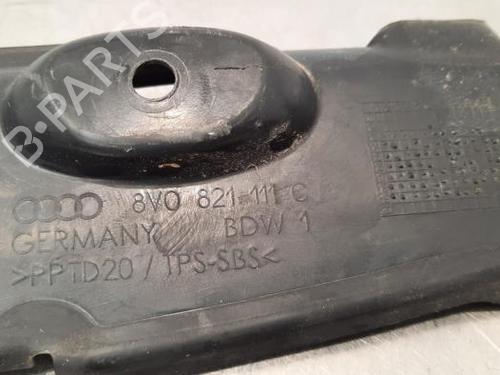 B-PARTS
8V0 821 111 C
GERMANY BDW 1
>PPTD20 / TPS-SBS<